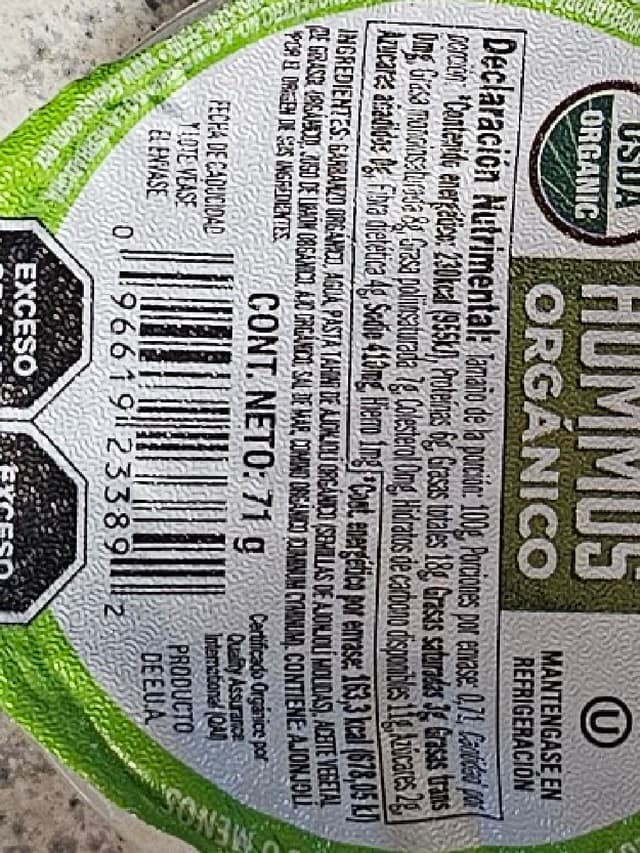 USDA
ORGANIC
HUMMUS
ORGÁNICO
U
MANTENGASE EN
REFRIGERACIÓN
Declaración Nutrimental: Tamaño de la porción: 100g Porciones por envase: 0,71 Cantidad por
porción: *Contenido energético: 230kcal (955kJ) Proteínas 6g Grasas totales 18g Grasas saturadas 3g Grasas trans
0mg Grasa monoinsaturada 8g Grasa poliinsaturada 7g Colesterol 0mg Hidratos de carbono disponibles 11g Azúcares 2g
Azúcares añadidos 0g Fibra dietética 4g Sodio 410mg Hierro 1mg *Cont. energético por envase: 163,3 kcal (678,05 kJ)
INGREDIENTES: GARBANZO ORGÁNICO, AGUA, PASTA TAHINI DE AJONJOLÍ ORGÁNICO (SEMILLAS DE AJONJOLÍ MOLIDAS), ACEITE VEGETAL
DE GIRASOL ORGÁNICO, JUGO DE LIMÓN ORGÁNICO, AJO ORGÁNICO, SAL DE MAR, COMINO ORGÁNICO (CUMINUM CYMINUM). CONTIENE: AJONJOLÍ
*POR EL ORIGEN DE SUS INGREDIENTES.
CONT. NETO: 71 g
FECHA DE CADUCIDAD
Y LOTE VÉASE
EL ENVASE
0 96619 23389 2
Certificado Orgánico por
Quality Assurance
International (QAI)
PRODUCTO
DE E.U.A.
EXCESO
EXCESO
MENOS